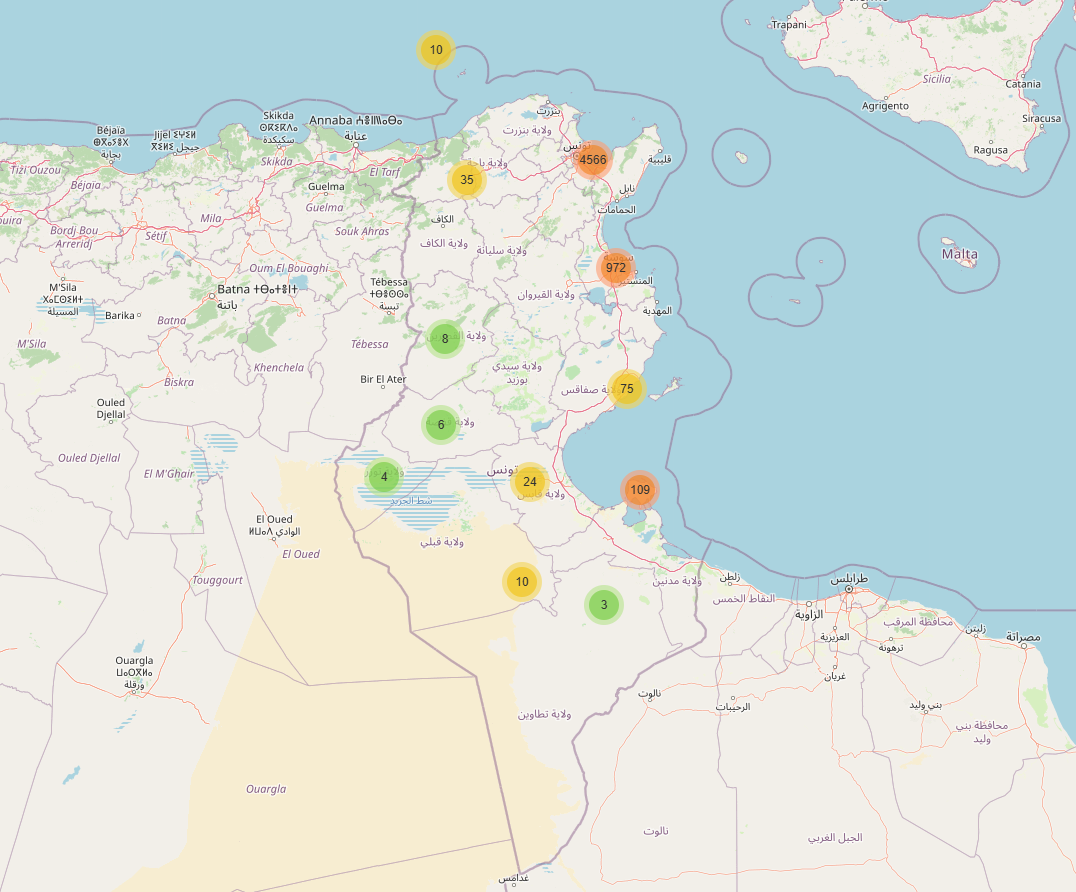 Trapani
10
Sicilia
Catania
Agrigento
بنزرت
Skikda
ⵙⴽⵉⴽⴷⴰ
سكيكدة
Annaba ⵄⵏⵏⴰⴱⴰ
عنابة
Siracusa
Béjaïa
ⴱⴳⴰⵢⵜ
بجاية
Jijel ⵊⵉⵊⵍ
جيجل
ولاية بنزرت
Ragusa
تونس
4566
قليبية
Tizi Ouzou
El Tarf
ولاية باجة
Skikda
35
Béjaïa
Guelma
نابل
الحمامات
Mila
Guelma
الكاف
Bordj Bou
Arreridj
Sétif
Souk Ahras
ولاية الكاف
ولاية سليانة
Malta
سوسة
Oum El Bouaghi
972
المنستير
M'Sila
المسيلة
Batna ⴱⴰⵜⵏⴰ
باتنة
Tébessa
تبسة
ولاية القيروان
المهدية
Barika
Batna
M'Sila
Tébessa
8
Khenchela
ولاية سيدي
بوزيد
Biskra
Bir El Ater
ولاية صفاقس
75
Ouled
Djellal
6
Ouled Djellal
El M'Ghair
4
تونس
24
ولاية قابس
109
شط الجريد
El Oued
الوادي
ولاية قبلي
El Oued
Touggourt
10
ولاية مدنين
زلطن
طرابلس
النقاط الخمس
3
الزاوية
محافظة المرقب
زليتن
مصراتة
العزيزية
ترهونة
Ouargla
ورقلة
غريان
نالوت
الرحيبات
بني وليد
ولاية تطاوين
محافظة بني
وليد
Ouargla
نالوت
الجبل الغربي
غدامس